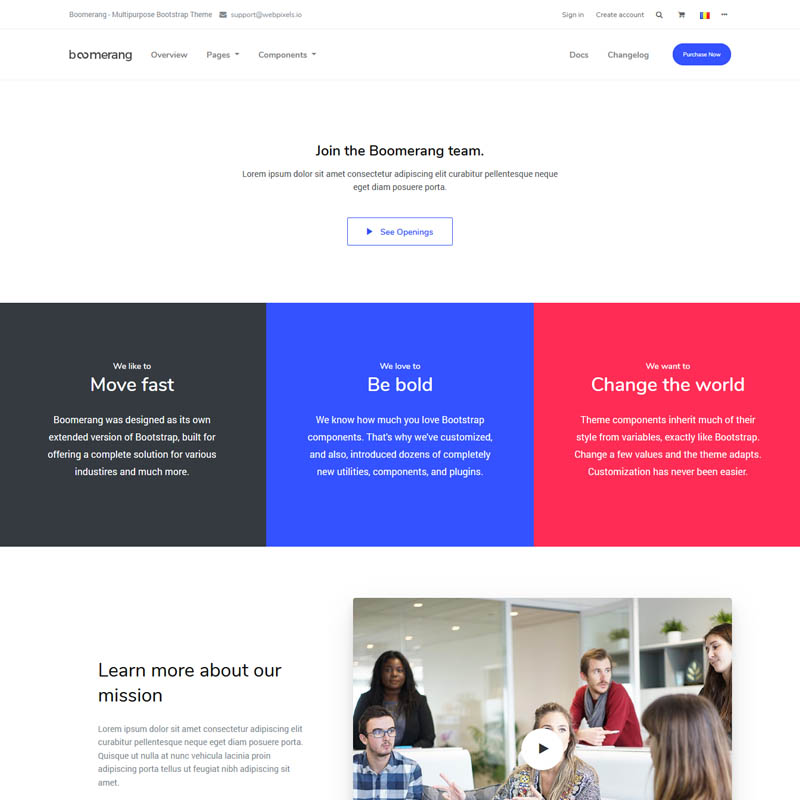 Boomerang - Multipurpose Bootstrap Theme support@webpixels.io Sign in Create account
boomerang Overview Pages Components Docs Changelog Purchase Now
Join the Boomerang team.
Lorem ipsum dolor sit amet consectetur adipiscing elit curabitur pellentesque neque
eget diam posuere porta.
See Openings
We like to
Move fast
Boomerang was designed as its own
extended version of Bootstrap, built for
offering a complete solution for various
industires and much more.
We love to
Be bold
We know how much you love Bootstrap
components. That's why we've customized,
and also, introduced dozens of completely
new utilities, components, and plugins.
We want to
Change the world
Theme components inherit much of their
style from variables, exactly like Bootstrap.
Change a few values and the theme adapts.
Customization has never been easier.
Learn more about our
mission
Lorem ipsum dolor sit amet consectetur adipiscing elit
curabitur pellentesque neque eget diam posuere porta.
Quisque ut nulla at nunc vehicula lacinia proin
adipiscing porta tellus ut feugiat nibh adipiscing sit
amet.